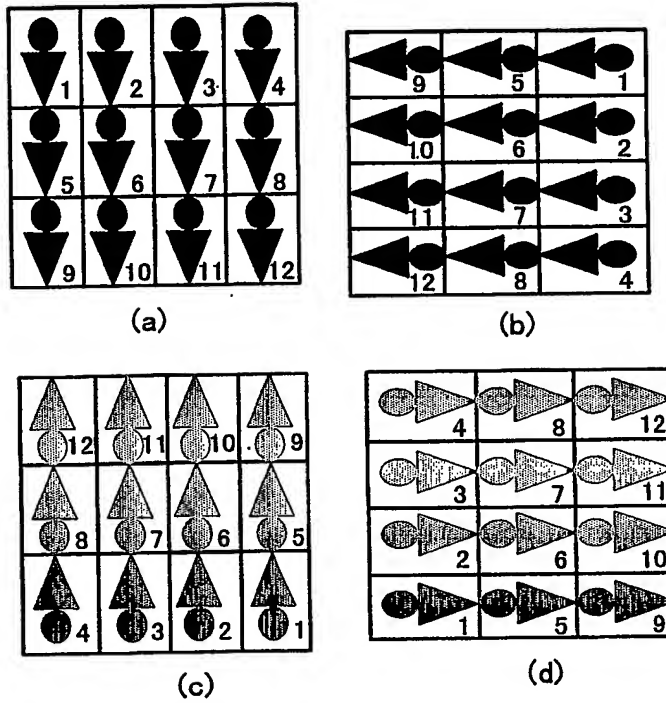 1 2 3 4
5 6 7 8
9 10 11 12
(a)
9 5 1
10 6 2
11 7 3
12 8 4
(b)
12 11 10 9
8 7 6 5
4 3 2 1
(c)
4 8 12
3 7 11
2 6 10
1 5 9
(d)